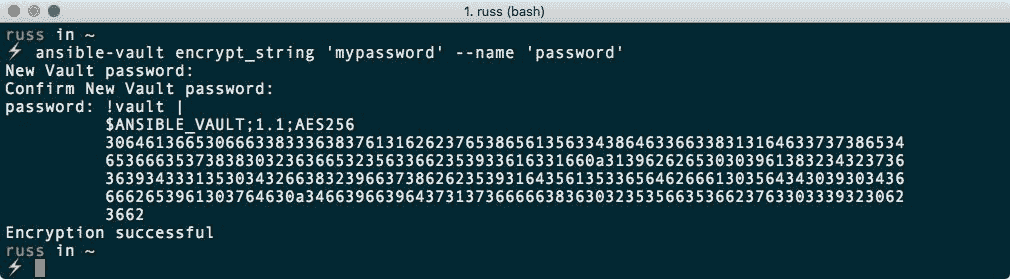 1. russ (bash)
russ in ~
⚡ ansible-vault encrypt_string 'mypassword' --name 'password'
New Vault password:
Confirm New Vault password:
password: !vault |
$ANSIBLE_VAULT;1.1;AES256
30646136653066633833363837613162623765386561356334386463366338313164633737386534
6536663537383830323636653235633662353933616331660a313962626530303961383234323736
36393433313530343266383239663738626235393164356135336564626661303564343039303436
6662653961303764630a346639663964373137366666383630323535663536623763303339323062
3662
Encryption successful
russ in ~
⚡